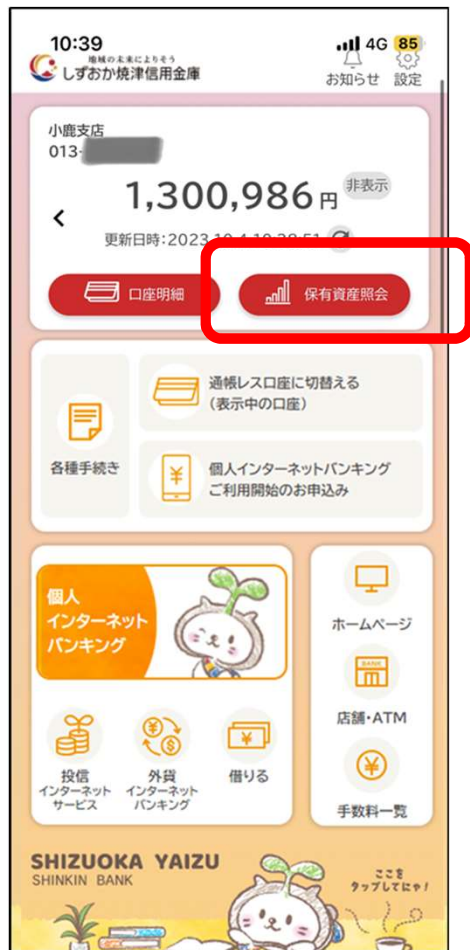 10:39
4G 85
地域の未来によりそう
しずおか焼津信用金庫
お知らせ 設定
小鹿支店
013-
1,300,986 円
非表示
更新日時:2023.10.4 10:28:51
口座明細
保有資産照会
各種手続き
通帳レス口座に切替える
(表示中の口座)
個人インターネットバンキング
ご利用開始のお申込み
個人
インターネット
バンキング
投信
インターネット
サービス
外貨
インターネット
バンキング
借りる
ホームページ
BANK
店舗・ATM
手数料一覧
SHIZUOKA YAIZU
SHINKIN BANK
ここを
タップしてにゃ!